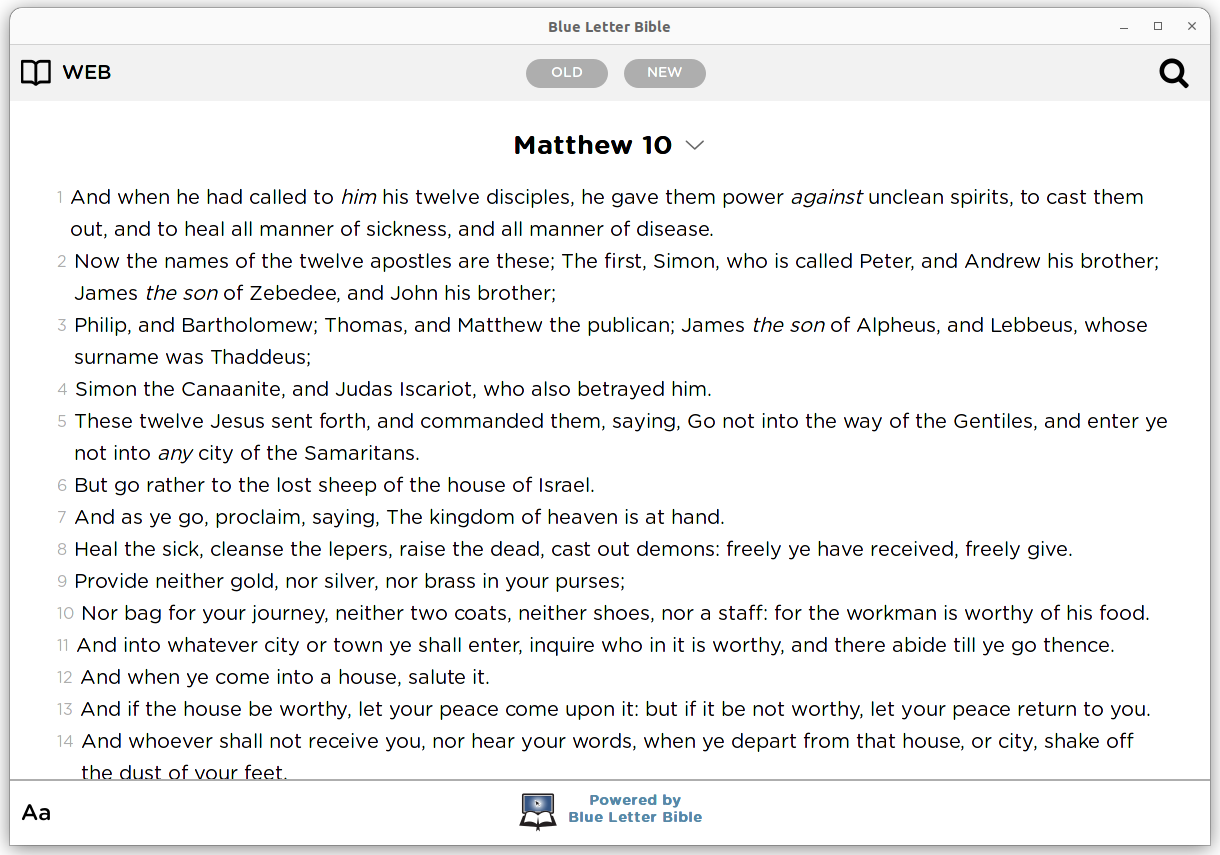 Blue Letter Bible
WEB
OLD
NEW
Matthew 10
1 And when he had called to him his twelve disciples, he gave them power against unclean spirits, to cast them
out, and to heal all manner of sickness, and all manner of disease.
2 Now the names of the twelve apostles are these; The first, Simon, who is called Peter, and Andrew his brother;
James the son of Zebedee, and John his brother;
3 Philip, and Bartholomew; Thomas, and Matthew the publican; James the son of Alpheus, and Lebbeus, whose
surname was Thaddeus;
4 Simon the Canaanite, and Judas Iscariot, who also betrayed him.
5 These twelve Jesus sent forth, and commanded them, saying, Go not into the way of the Gentiles, and enter ye
not into any city of the Samaritans.
6 But go rather to the lost sheep of the house of Israel.
7 And as ye go, proclaim, saying, The kingdom of heaven is at hand.
8 Heal the sick, cleanse the lepers, raise the dead, cast out demons: freely ye have received, freely give.
9 Provide neither gold, nor silver, nor brass in your purses;
10 Nor bag for your journey, neither two coats, neither shoes, nor a staff: for the workman is worthy of his food.
11 And into whatever city or town ye shall enter, inquire who in it is worthy, and there abide till ye go thence.
12 And when ye come into a house, salute it.
13 And if the house be worthy, let your peace come upon it: but if it be not worthy, let your peace return to you.
14 And whoever shall not receive you, nor hear your words, when ye depart from that house, or city, shake off
the dust of your feet.
Aa
Powered by
Blue Letter Bible